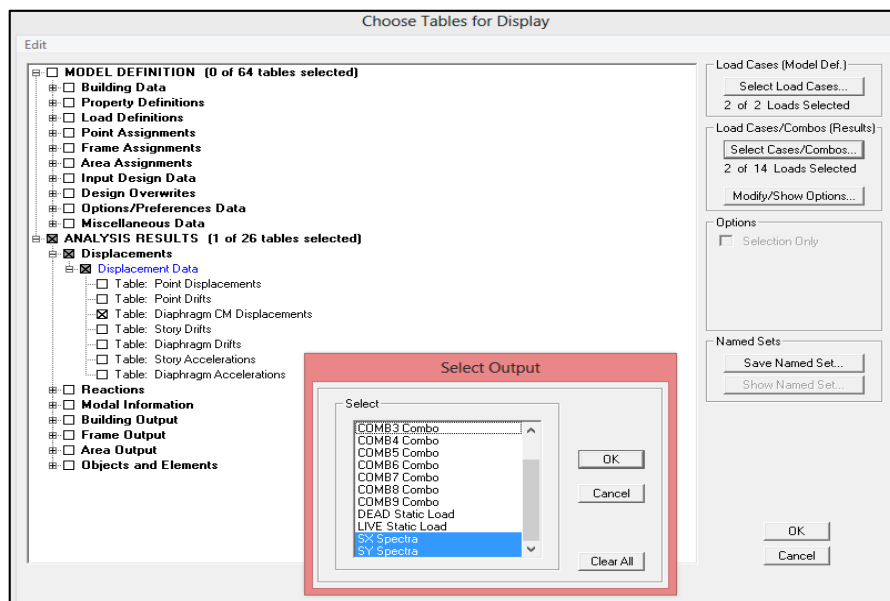 Choose Tables for Display
Edit
MODEL DEFINITION (0 of 64 tables selected)
Building Data
Property Definitions
Load Definitions
Point Assignments
Frame Assignments
Area Assignments
Input Design Data
Design Overwrites
Options/Preferences Data
Miscellaneous Data
ANALYSIS RESULTS (1 of 26 tables selected)
Displacements
Displacement Data
Table: Point Displacements
Table: Point Drifts
Table: Diaphragm CM Displacements
Table: Story Drifts
Table: Diaphragm Drifts
Table: Story Accelerations
Table: Diaphragm Accelerations
Reactions
Modal Information
Building Output
Frame Output
Area Output
Objects and Elements
Load Cases (Model Def.)
Select Load Cases...
2 of 2 Loads Selected
Load Cases/Combos (Results)
Select Cases/Combos...
2 of 14 Loads Selected
Modify/Show Options...
Options
Selection Only
Named Sets
Save Named Set...
Show Named Set...
OK
Cancel
Select Output
Select
COMB3 Combo
COMB4 Combo
COMB5 Combo
COMB6 Combo
COMB7 Combo
COMB8 Combo
COMB9 Combo
DEAD Static Load
LIVE Static Load
SX Spectra
SY Spectra
OK
Cancel
Clear All